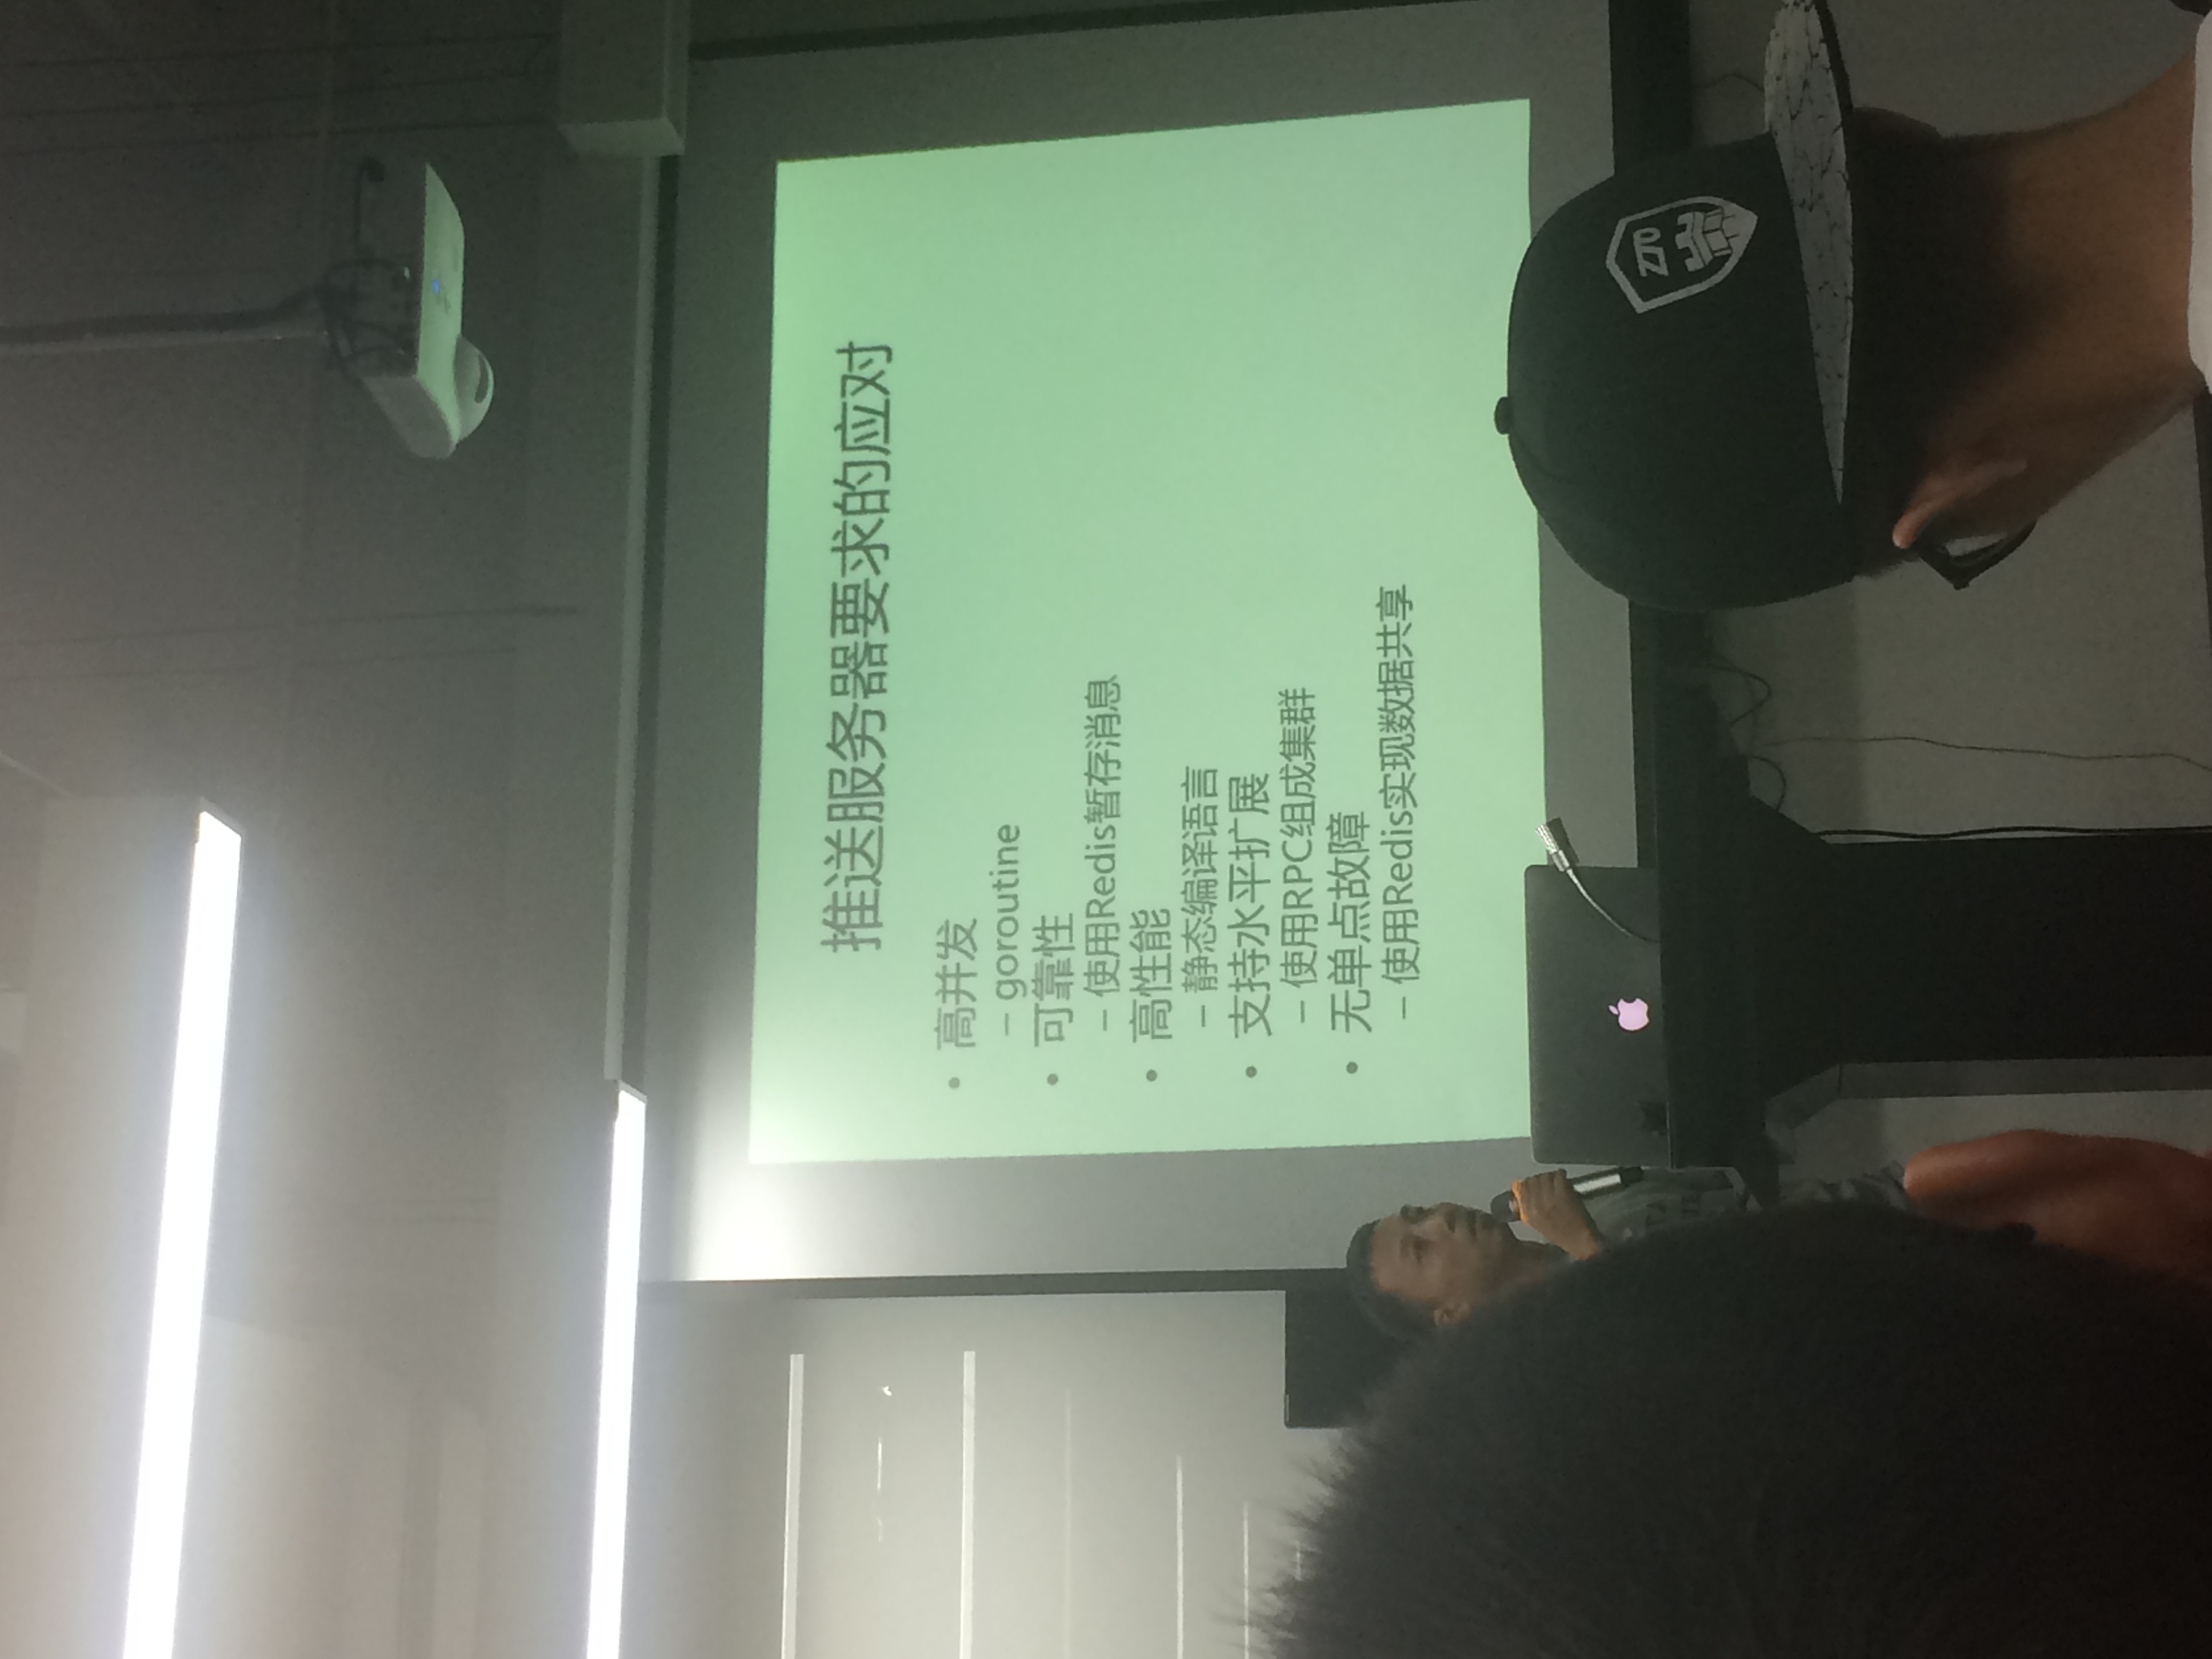 推送服务器要求的应对
• 高并发
– goroutine
• 可靠性
– 使用Redis暂存消息
• 高性能
– 静态编译语言
• 支持水平扩展
– 使用RPC组成集群
• 无单点故障
– 使用Redis实现数据共享